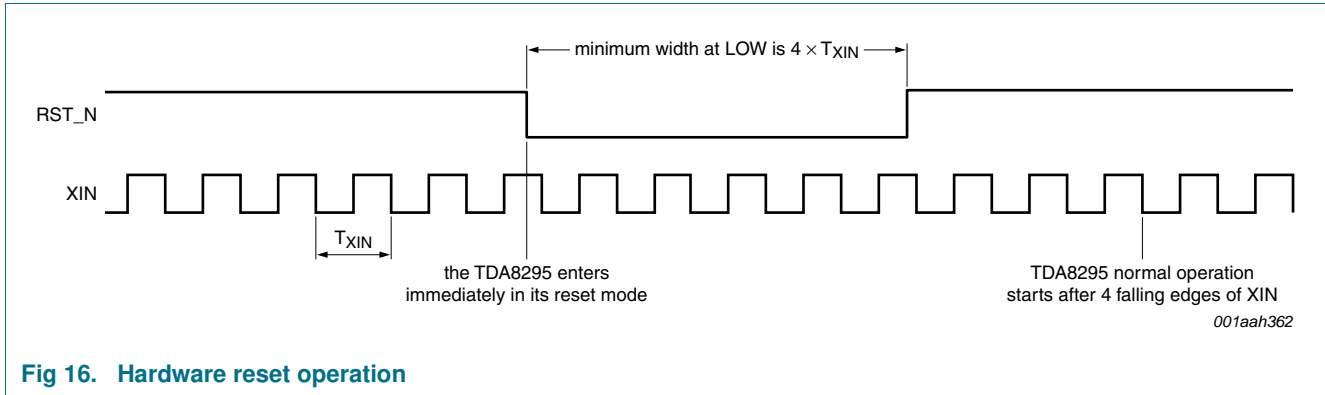 minimum width at LOW is 4 × TXIN
RST_N
XIN
TXIN
the TDA8295 enters
immediately in its reset mode
TDA8295 normal operation
starts after 4 falling edges of XIN
001aah362
Fig 16. Hardware reset operation